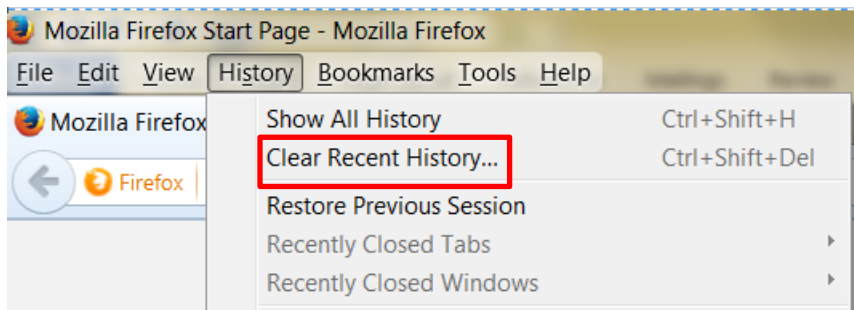 Mozilla Firefox Start Page - Mozilla Firefox
File Edit View History Bookmarks Tools Help
Mozilla Firefox
Firefox
Show All History Ctrl+Shift+H
Clear Recent History... Ctrl+Shift+Del
Restore Previous Session
Recently Closed Tabs
Recently Closed Windows